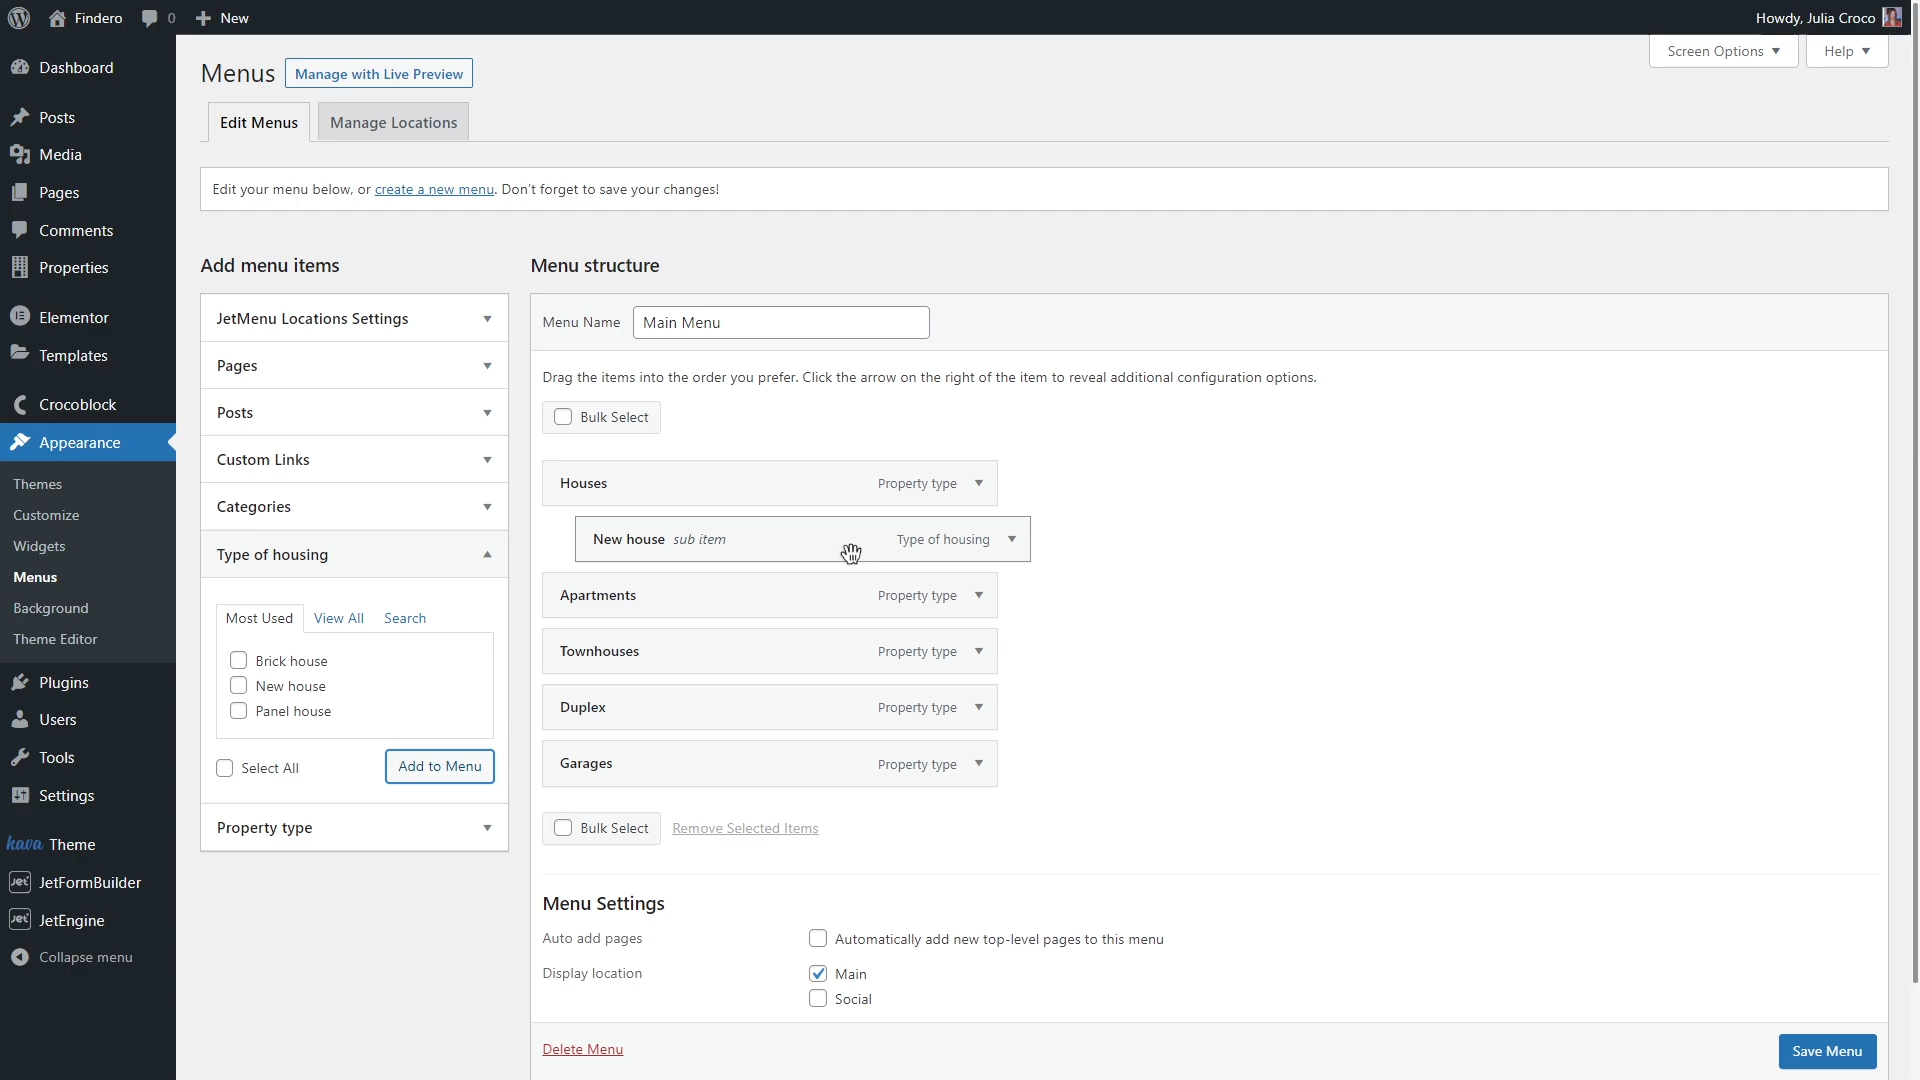 Findero 0 New Howdy, Julia Croco
Screen Options Help
Dashboard
Posts
Media
Pages
Comments
Properties
Elementor
Templates
Crocoblock
Appearance
Themes
Customize
Widgets
Menus
Background
Theme Editor
Plugins
Users
Tools
Settings
hava Theme
Jet JetFormBuilder
Jet JetEngine
Collapse menu
Menus Manage with Live Preview
Edit Menus Manage Locations
Edit your menu below, or create a new menu. Don't forget to save your changes!
Add menu items
JetMenu Locations Settings
Pages
Posts
Custom Links
Categories
Type of housing
Most Used View All Search
Brick house
New house
Panel house
Select All Add to Menu
Property type
Menu structure
Menu Name Main Menu
Drag the items into the order you prefer. Click the arrow on the right of the item to reveal additional configuration options.
Bulk Select
Houses Property type
New house sub item Type of housing
Apartments Property type
Townhouses Property type
Duplex Property type
Garages Property type
Bulk Select Remove Selected Items
Menu Settings
Auto add pages Automatically add new top-level pages to this menu
Display location Main
Social
Delete Menu Save Menu